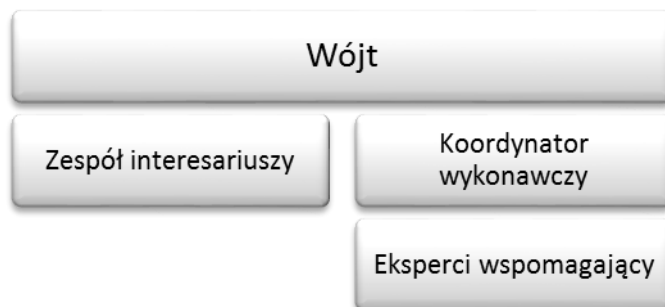 Wójt
Zespół interesariuszy
Koordynator
wykonawczy
Eksperci wspomagający